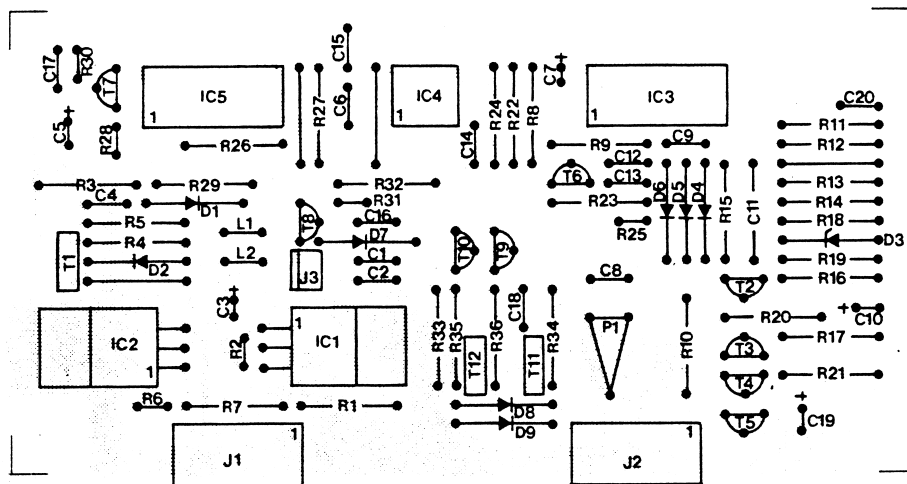 C17
R30
T7
C5
+
R28
IC5
1
R26
R27
C15
C6
IC4
1
C14
R24
R22
R8
C7
+
IC3
1
R9
C9
C12
C13
T6
R23
R25
D6
D5
D4
R15
C11
C20
R11
R12
R13
R14
R18
D3
R19
R16
R3
C4
R29
D1
R5
R4
D2
T1
L1
L2
T8
J3
R32
R31
C16
D7
C1
C2
T10
T9
C8
T2
R20
+
C10
R17
T3
T4
T5
R21
+
C19
IC2
1
C3
+
R2
IC1
1
R33
R35
T12
R36
C18
T11
R34
P1
R10
R6
R7
R1
D8
D9
J1
1
J2
1